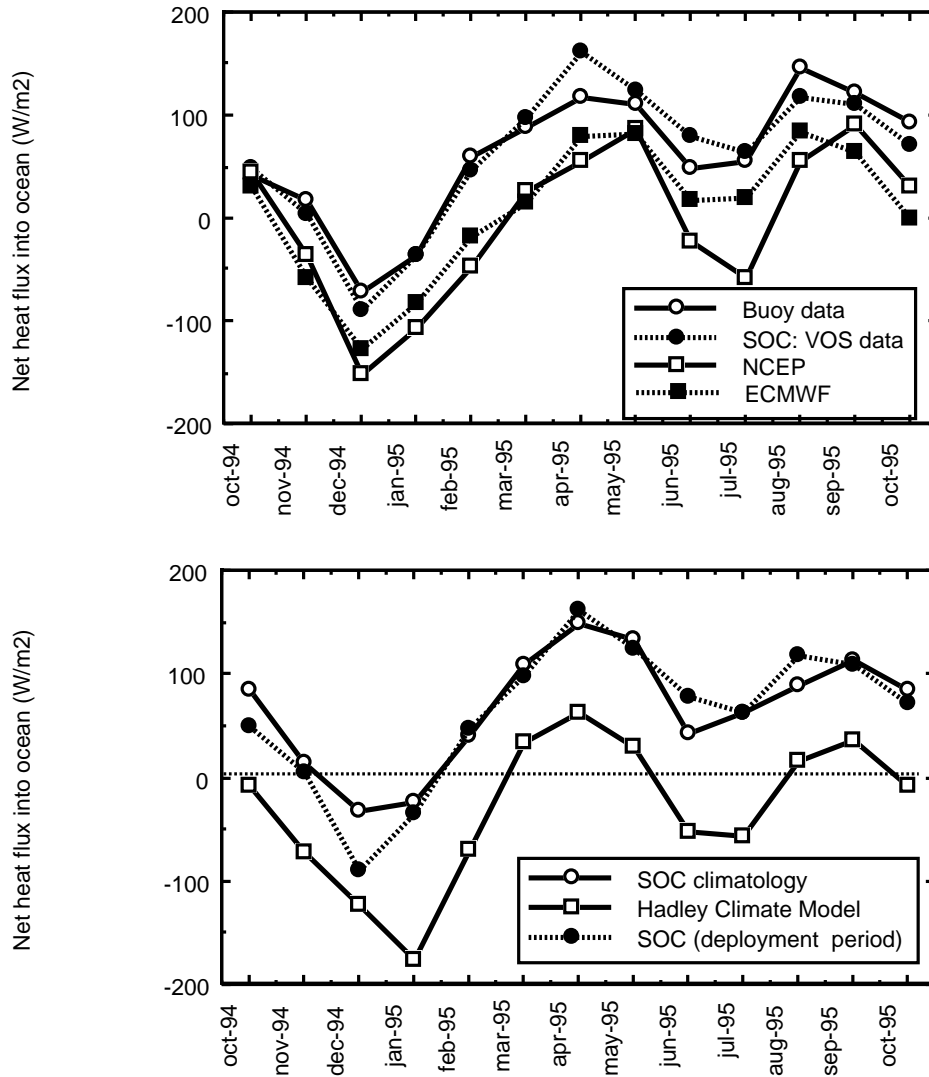 200
100
0
-100
-200
Net heat flux into ocean (W/m2)
Buoy data
SOC: VOS data
NCEP
ECMWF
oct-94
nov-94
dec-94
jan-95
feb-95
mar-95
apr-95
may-95
jun-95
jul-95
aug-95
sep-95
oct-95
200
100
0
-100
-200
Net heat flux into ocean (W/m2)
SOC climatology
Hadley Climate Model
SOC (deployment period)
oct-94
nov-94
dec-94
jan-95
feb-95
mar-95
apr-95
may-95
jun-95
jul-95
aug-95
sep-95
oct-95